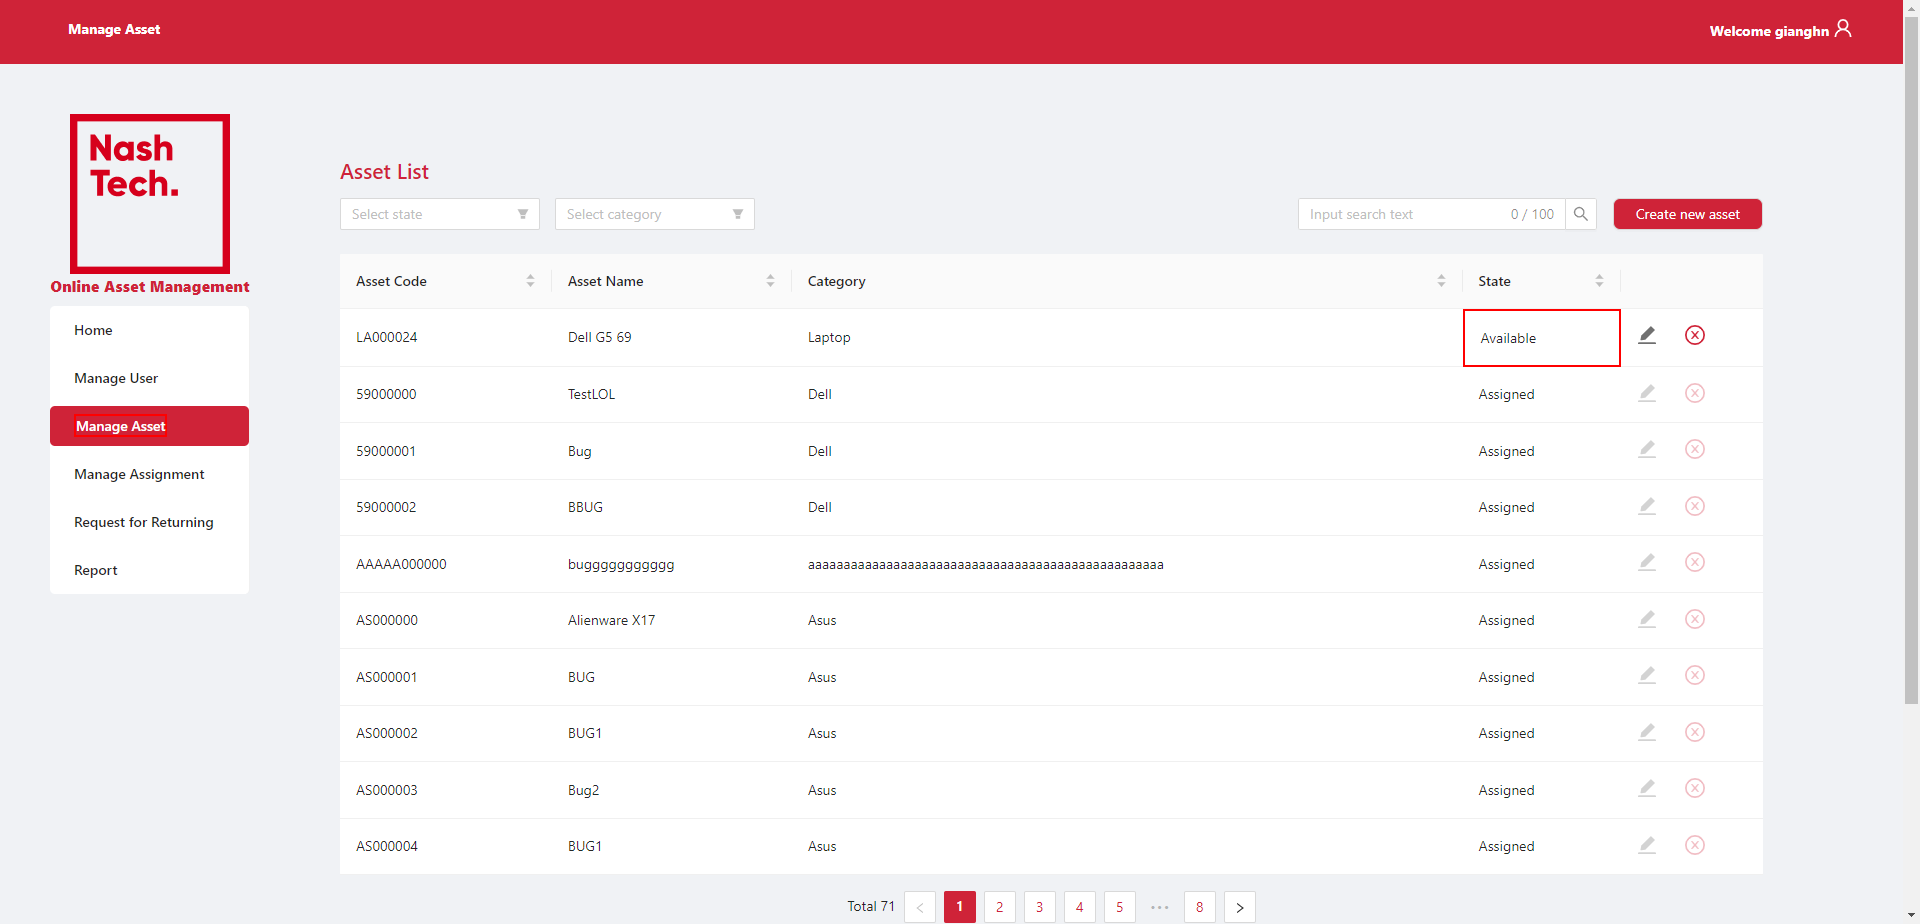 Manage Asset
Welcome gianghn
Nash
Tech.
Online Asset Management
Home
Manage User
Manage Asset
Manage Assignment
Request for Returning
Report
Asset List
Select state
Select category
Input search text 0 / 100
Create new asset
Asset Code Asset Name Category State
LA000024 Dell G5 69 Laptop Available
59000000 TestLOL Dell Assigned
59000001 Bug Dell Assigned
59000002 BBUG Dell Assigned
AAAAA000000 bugggggggggggg aaaaaaaaaaaaaaaaaaaaaaaaaaaaaaaaaaaaaaaaaaaaaaaaaa Assigned
AS000000 Alienware X17 Asus Assigned
AS000001 BUG Asus Assigned
AS000002 BUG1 Asus Assigned
AS000003 Bug2 Asus Assigned
AS000004 BUG1 Asus Assigned
Total 71 < 1 2 3 4 5 ••• 8 >